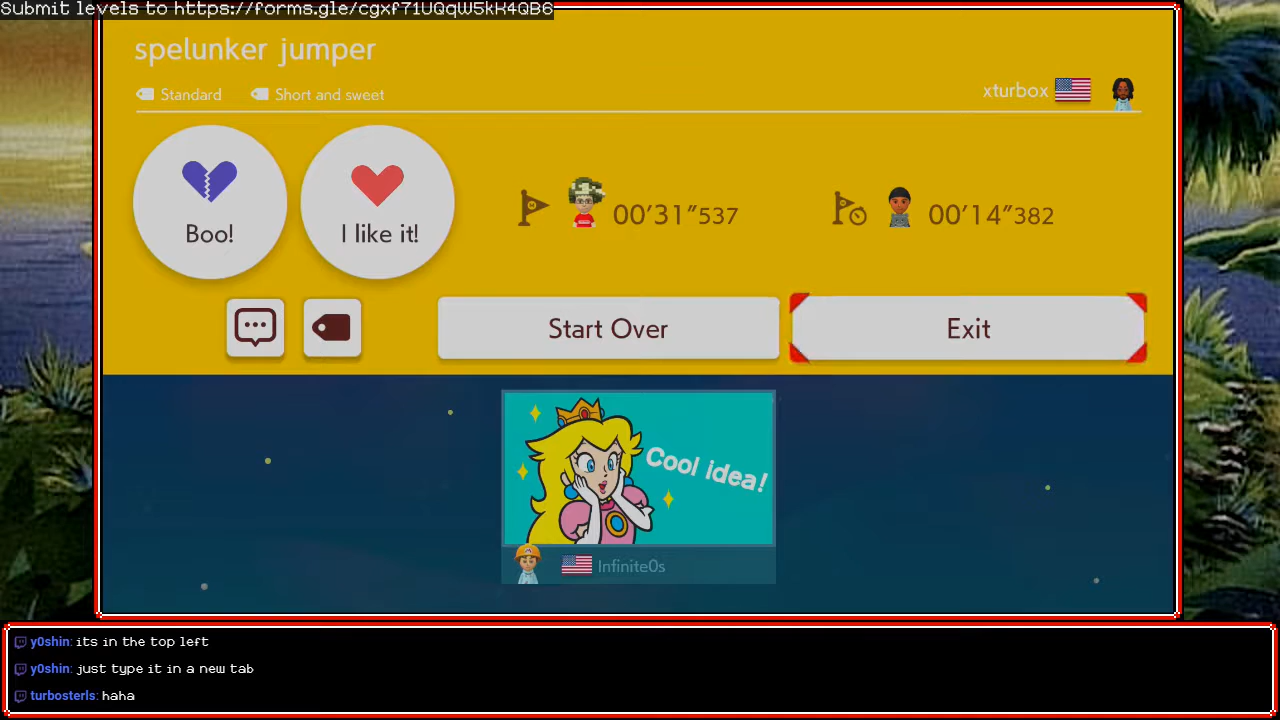 Submit levels to https://forms.gle/cgxf71UQqW5kK4QB6
spelunker jumper
Standard
Short and sweet
xturbox
Boo!
I like it!
00'31"537
00'14"382
Start Over
Exit
Cool idea!
Infinite0s
y0shin: its in the top left
y0shin: just type it in a new tab
turbosterls: haha